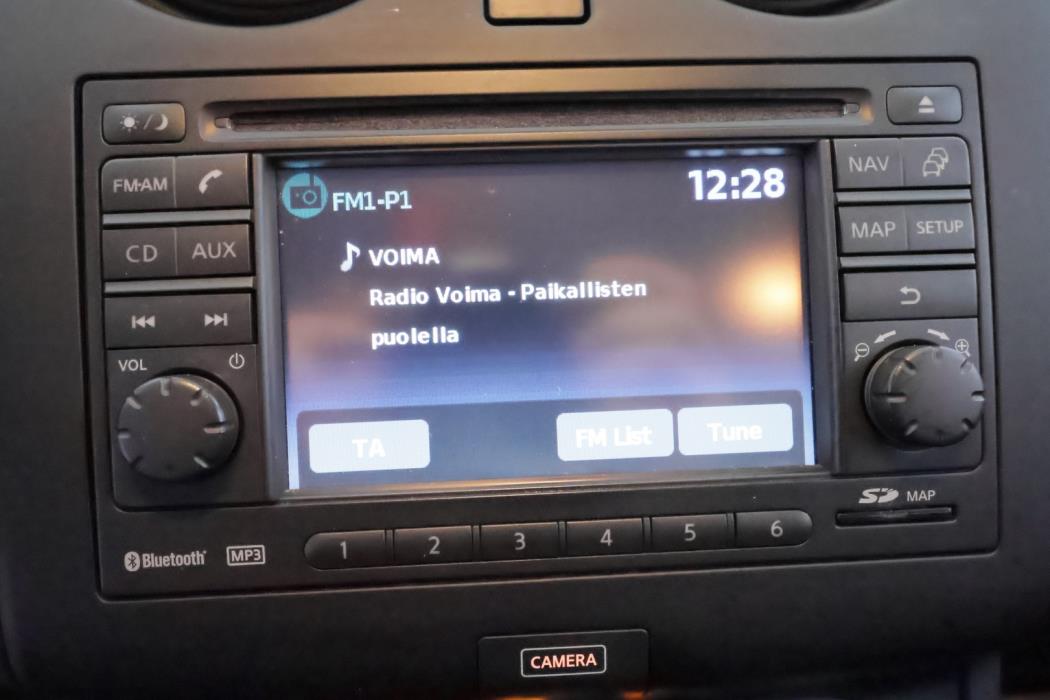 FM·AM
CD
AUX
VOL
FM1-P1
12:28
VOIMA
Radio Voima - Paikallisten
puolella
TA
FM List
Tune
NAV
MAP
SETUP
SD MAP
Bluetooth
MP3
1 2 3 4 5 6
CAMERA